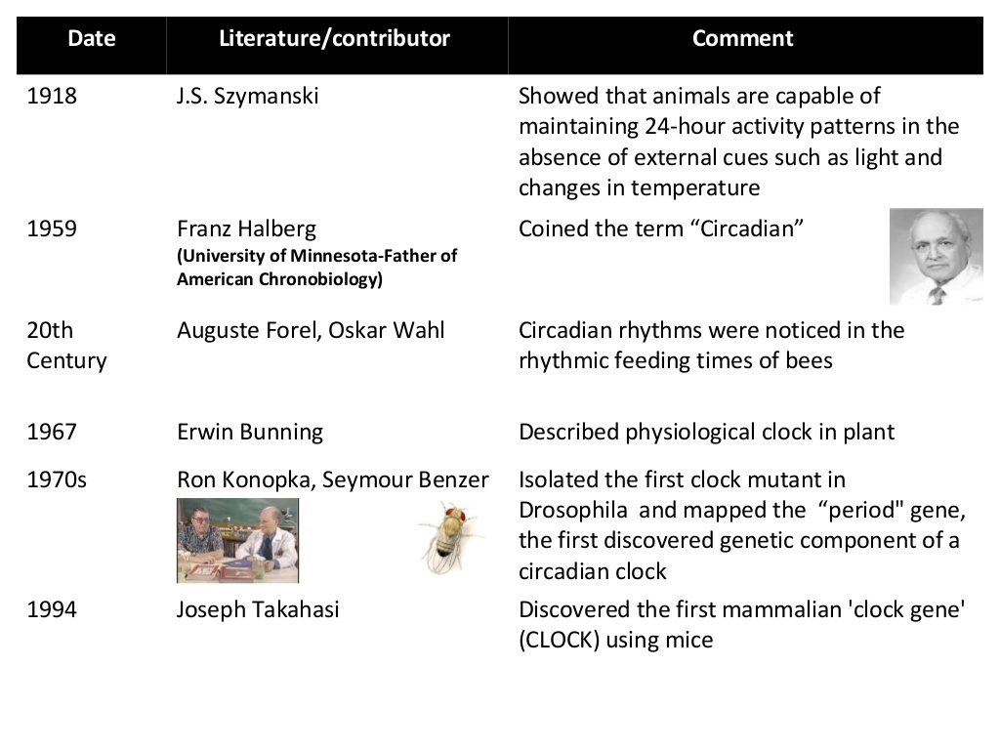 Date Literature/contributor Comment
1918 J.S. Szymanski Showed that animals are capable of
maintaining 24-hour activity patterns in the
absence of external cues such as light and
changes in temperature
1959 Franz Halberg Coined the term “Circadian”
(University of Minnesota-Father of
American Chronobiology)
20th Auguste Forel, Oskar Wahl Circadian rhythms were noticed in the
Century rhythmic feeding times of bees
1967 Erwin Bunning Described physiological clock in plant
1970s Ron Konopka, Seymour Benzer Isolated the first clock mutant in
Drosophila and mapped the “period" gene,
the first discovered genetic component of a
circadian clock
1994 Joseph Takahasi Discovered the first mammalian 'clock gene'
(CLOCK) using mice